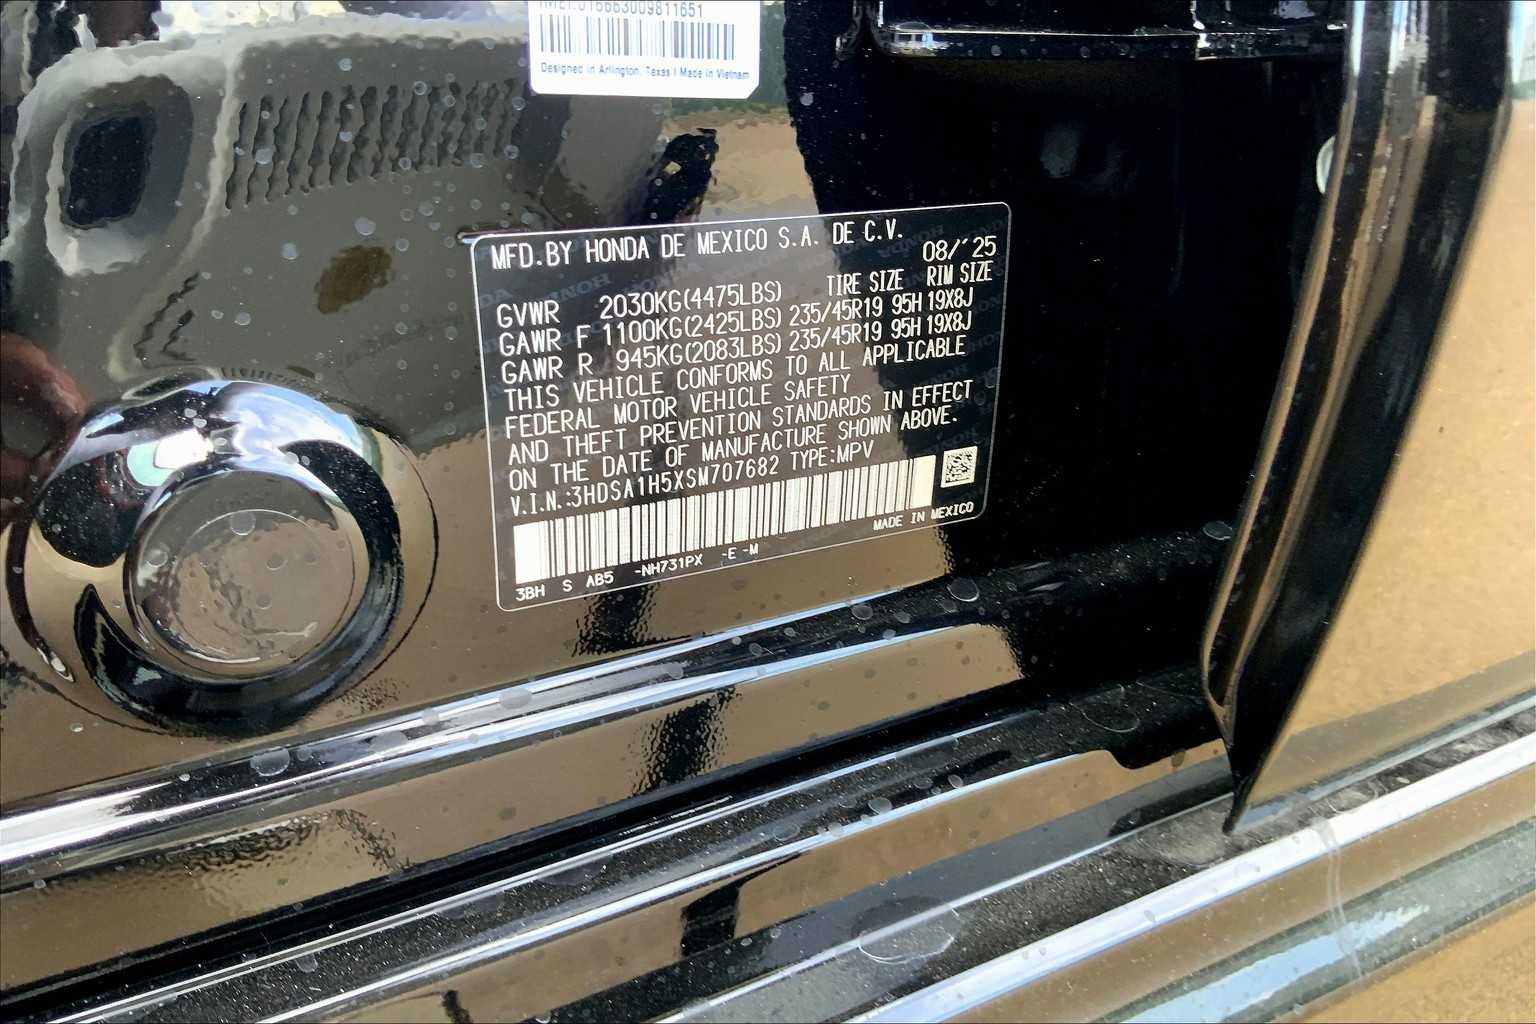 IMEI:016663009811651
Designed in Arlington, Texas | Made in Vietnam
MFD.BY HONDA DE MEXICO S.A. DE C.V.
08/'25
GVWR 2030KG(4475LBS) TIRE SIZE RIM SIZE
GAWR F 1100KG(2425LBS) 235/45R19 95H 19X8J
GAWR R 945KG(2083LBS) 235/45R19 95H 19X8J
THIS VEHICLE CONFORMS TO ALL APPLICABLE
FEDERAL MOTOR VEHICLE SAFETY
AND THEFT PREVENTION STANDARDS IN EFFECT
ON THE DATE OF MANUFACTURE SHOWN ABOVE.
V.I.N.:3HDSA1H5XSM707682 TYPE:MPV
MADE IN MEXICO
3BH S AB5 -NH731PX -E -M